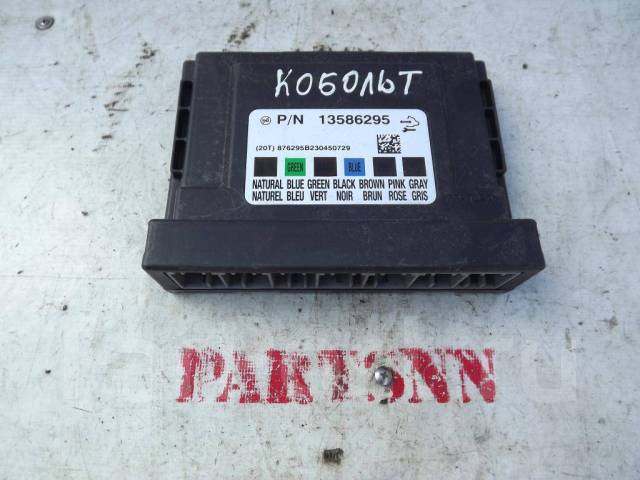 КОБОЛЬТ
P/N 13586295
(20T) 876295B230450729
GREEN BLUE
NATURAL BLUE GREEN BLACK BROWN PINK GRAY
NATUREL BLEU VERT NOIR BRUN ROSE GRIS
PARTSNN